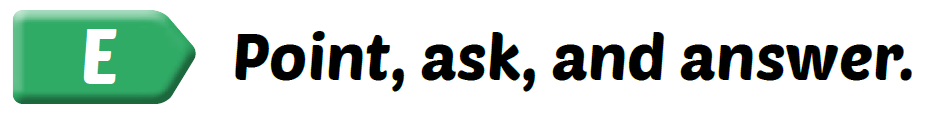 E Point, ask, and answer.